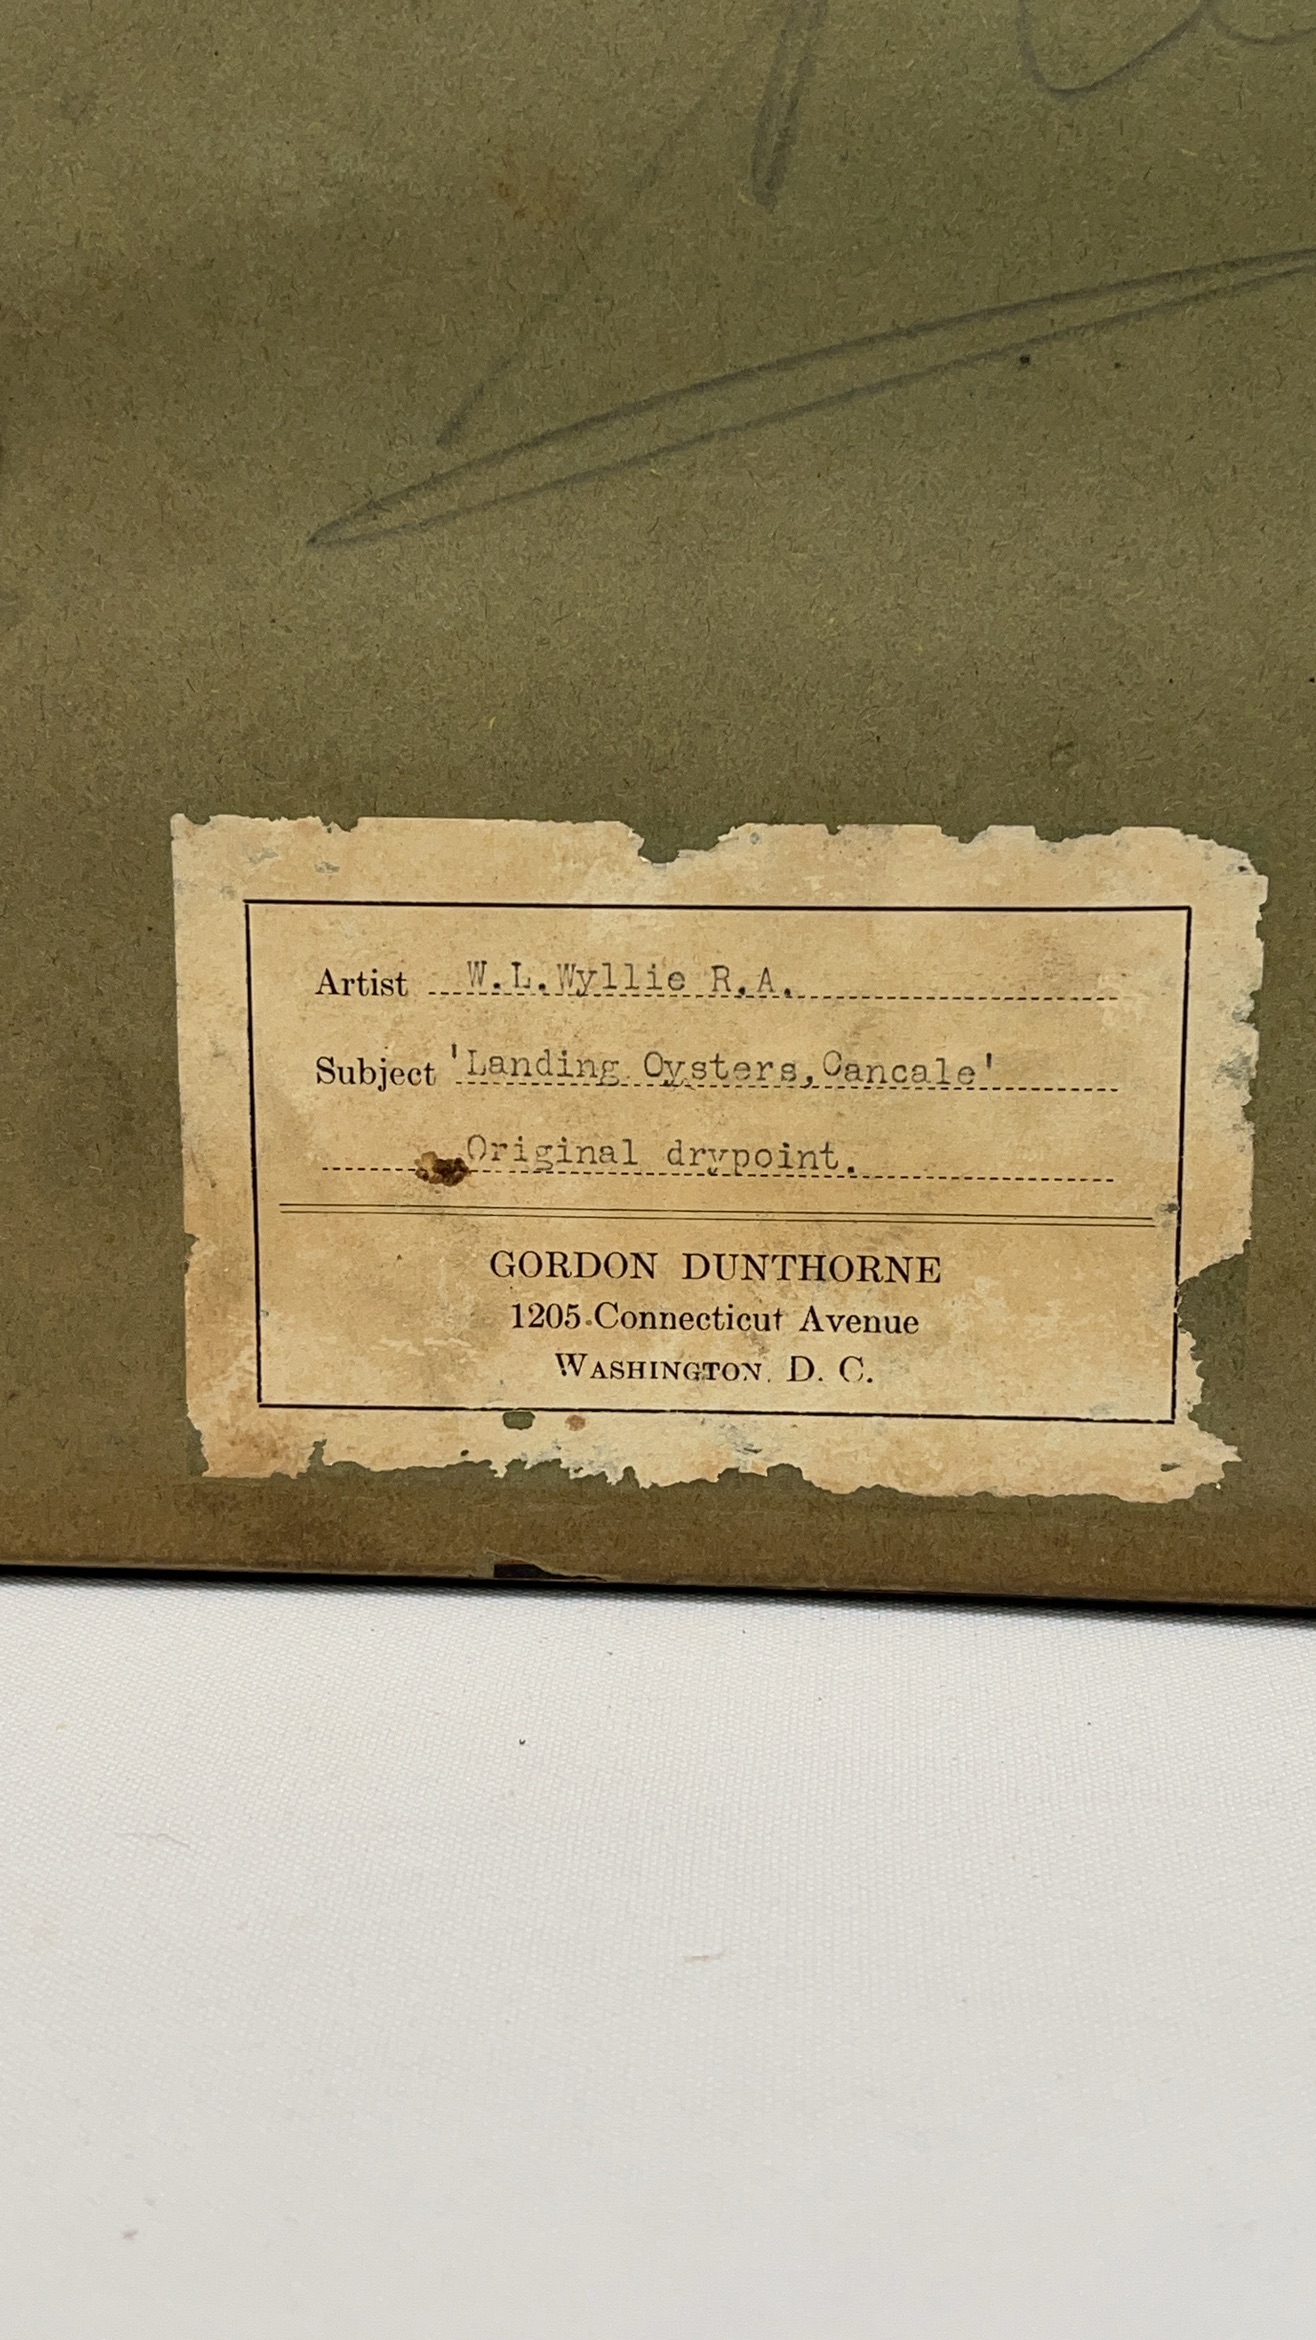 Artist W.L.Wyllie R.A.
Subject 'Landing Oysters,Cancale'
Original drypoint.
GORDON DUNTHORNE
1205 Connecticut Avenue
WASHINGTON, D. C.